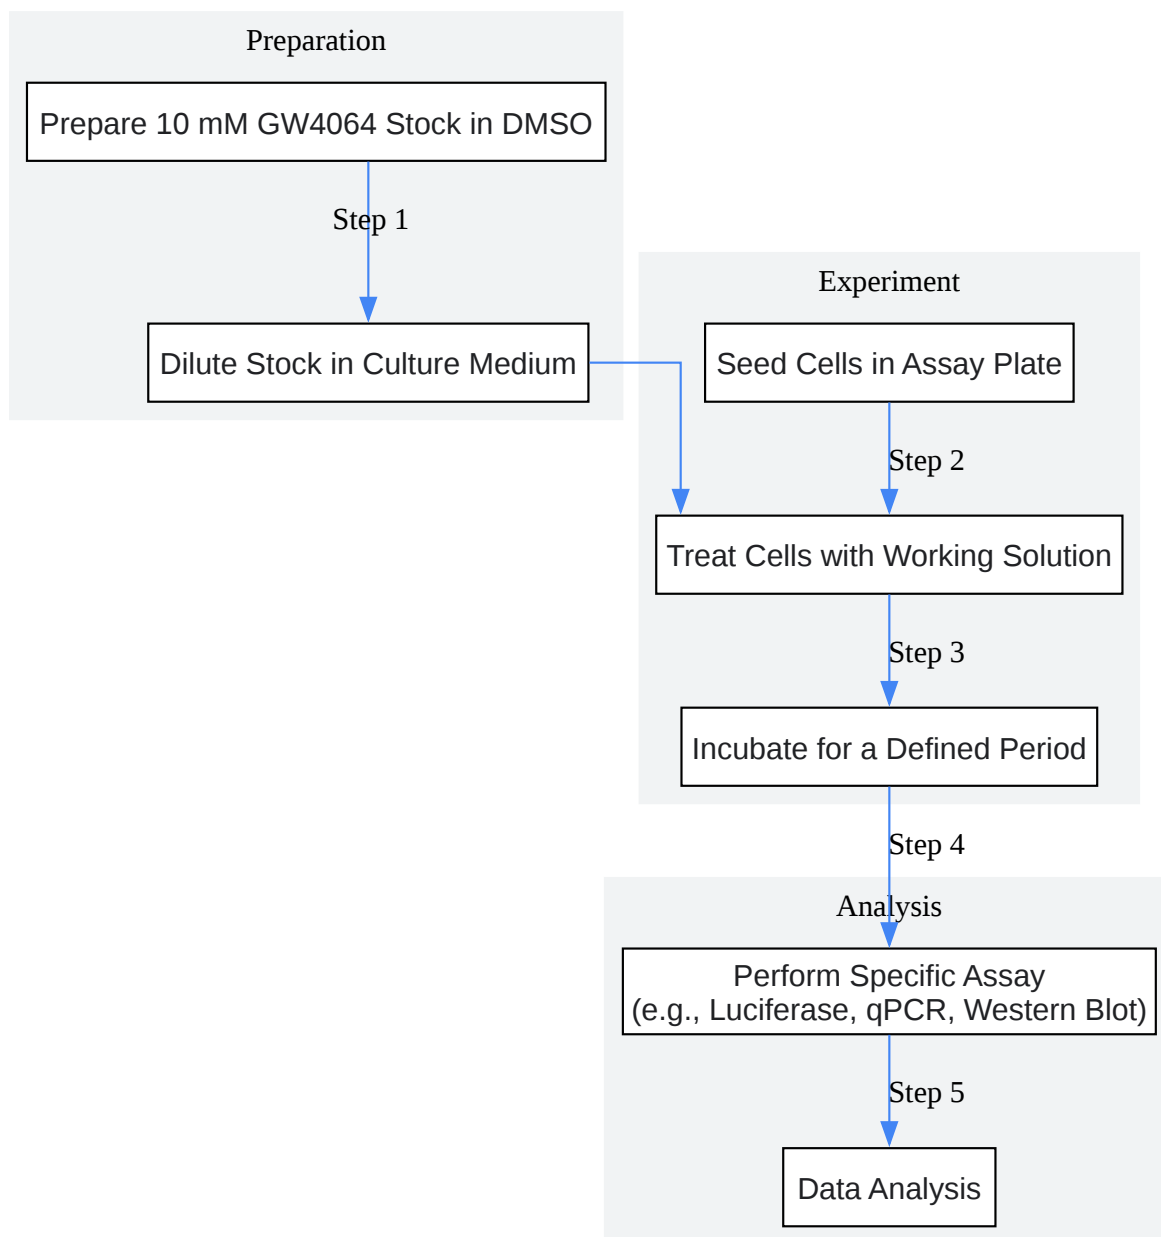 Preparation
Prepare 10 mM GW4064 Stock in DMSO
Step 1
Dilute Stock in Culture Medium
Experiment
Seed Cells in Assay Plate
Step 2
Treat Cells with Working Solution
Step 3
Incubate for a Defined Period
Step 4
Analysis
Perform Specific Assay
(e.g., Luciferase, qPCR, Western Blot)
Step 5
Data Analysis